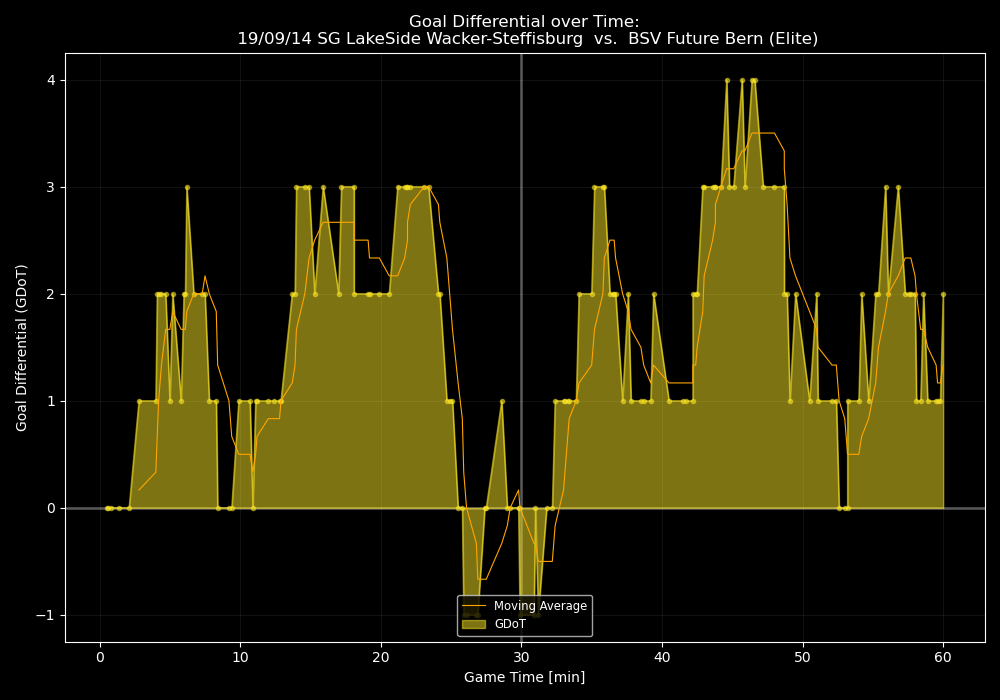 Goal Differential over Time:
19/09/14 SG LakeSide Wacker-Steffisburg  vs.  BSV Future Bern (Elite)
Goal Differential (GDoT)
4
3
2
1
0
−1
Moving Average
GDoT
0 10 20 30 40 50 60
Game Time [min]